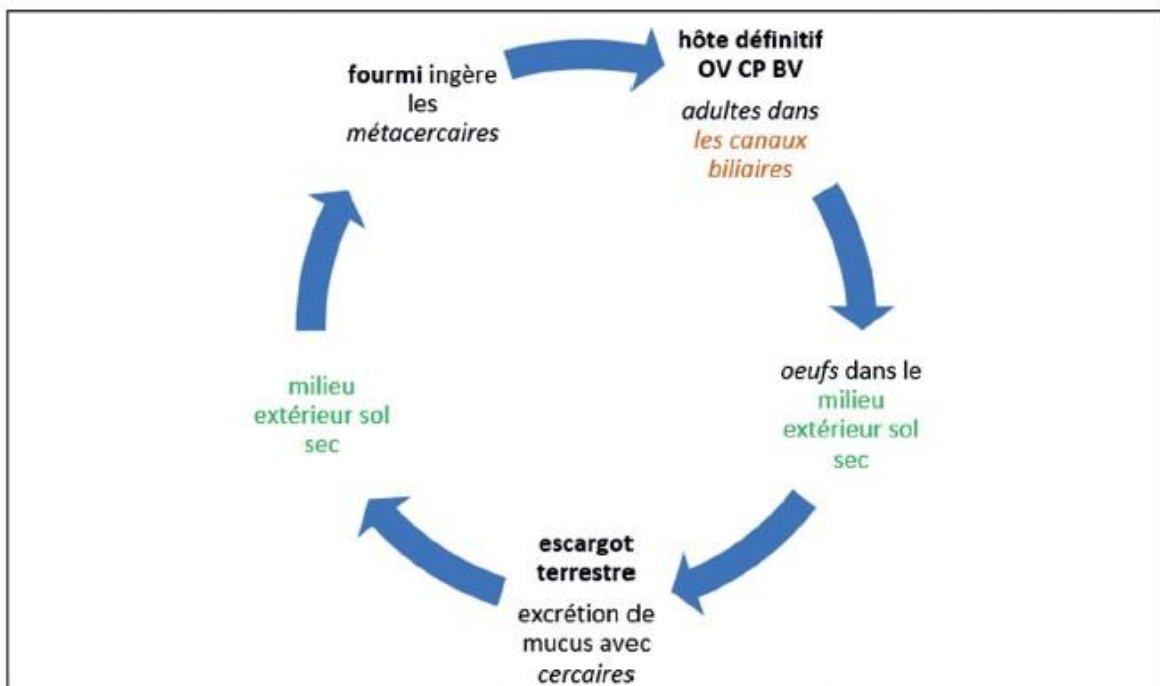 hôte définitif
OV CP BV
adultes dans
les canaux
biliaires
oeufs dans le
milieu
extérieur sol
sec
escargot
terrestre
excrétion de
mucus avec
cercaires
milieu
extérieur sol
sec
fourmi ingère
les
métacercaires